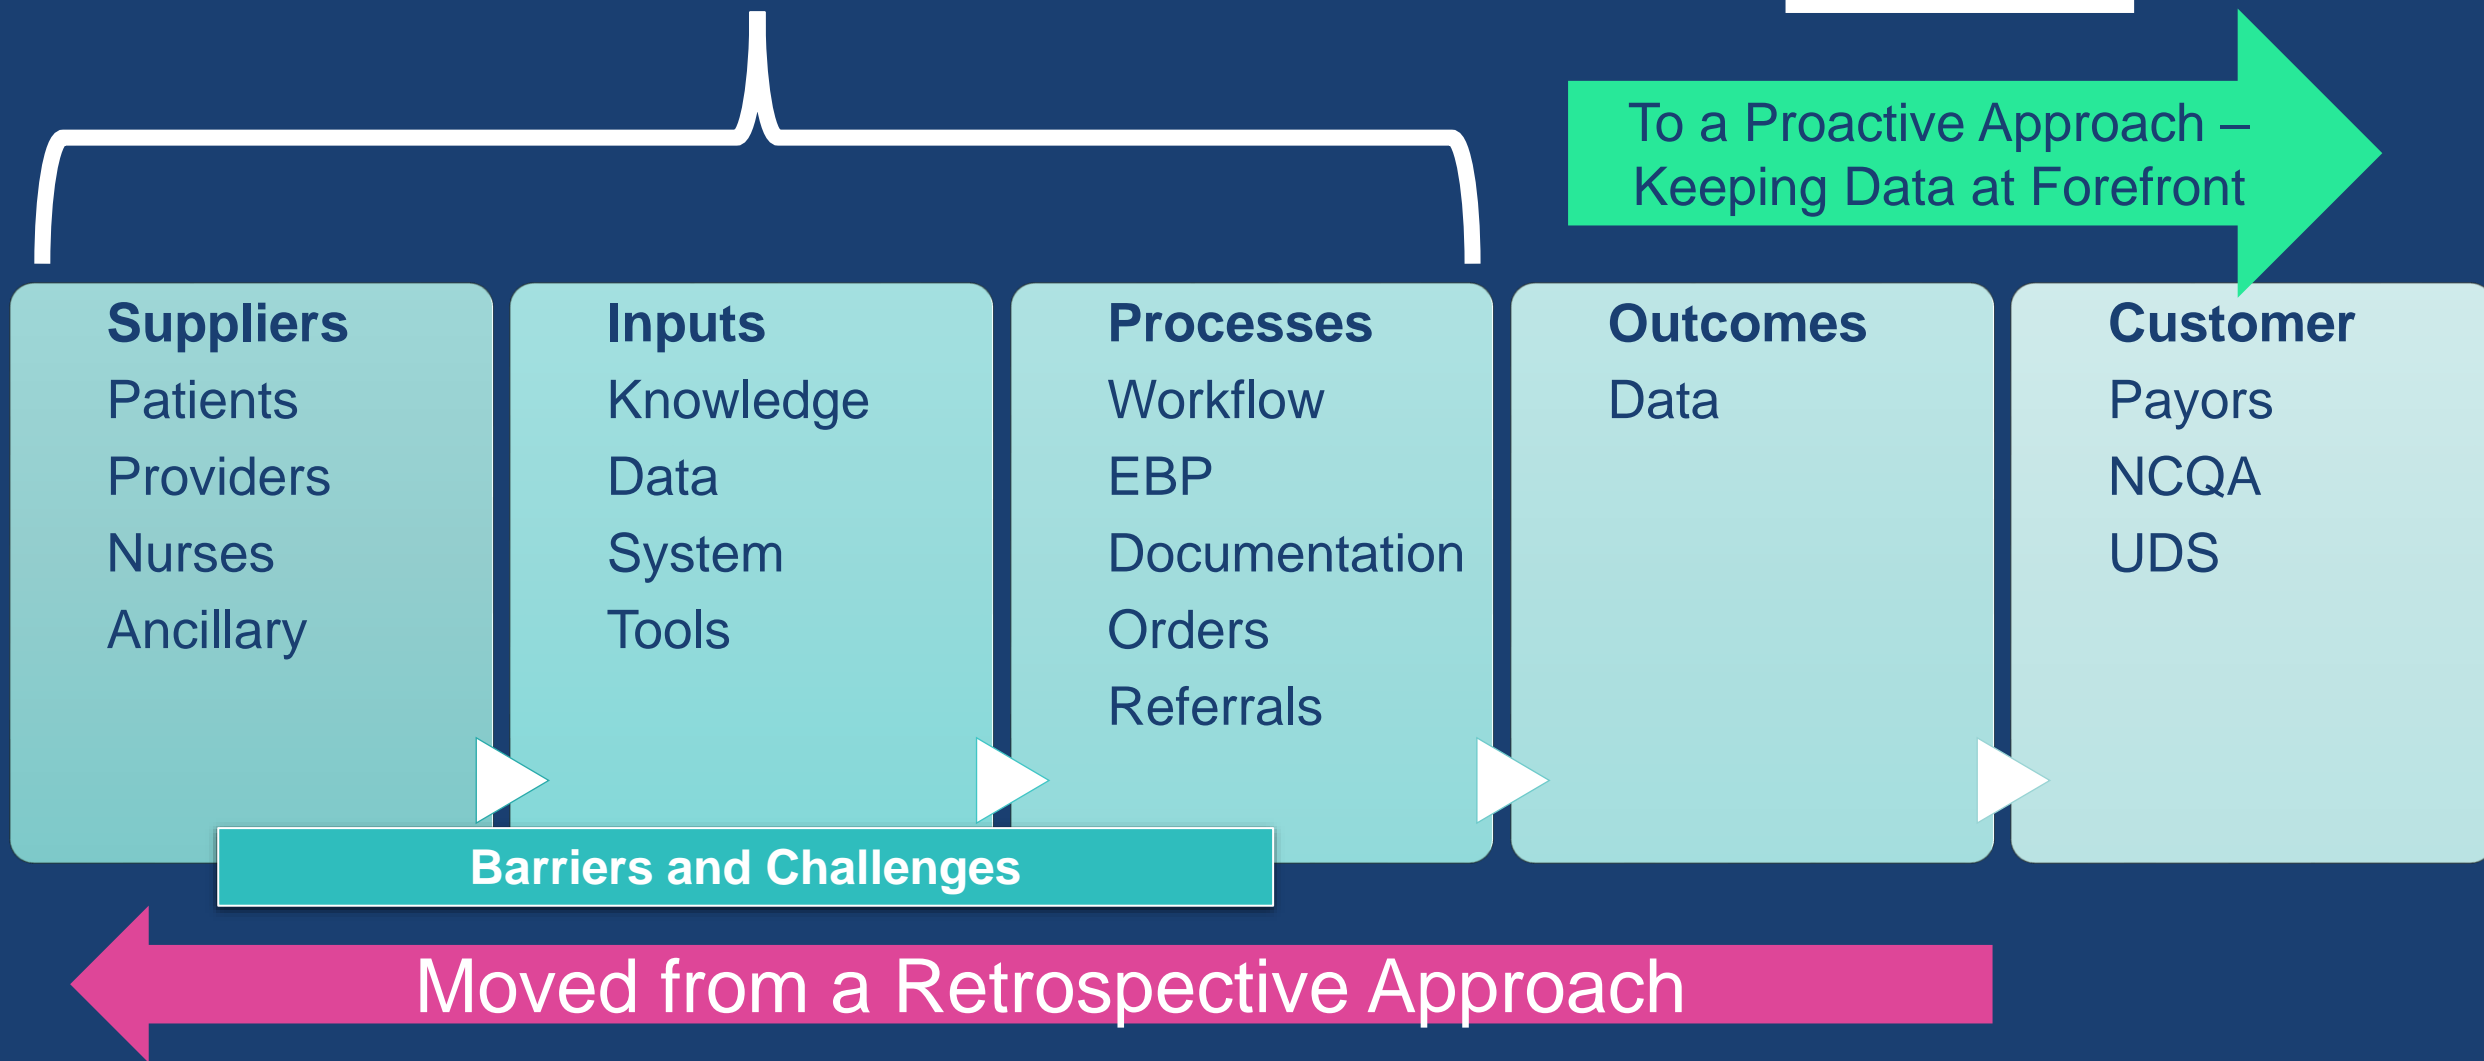 To a Proactive Approach –
Keeping Data at Forefront
Suppliers
Patients
Providers
Nurses
Ancillary
Inputs
Knowledge
Data
System
Tools
Processes
Workflow
EBP
Documentation
Orders
Referrals
Outcomes
Data
Customer
Payors
NCQA
UDS
Barriers and Challenges
Moved from a Retrospective Approach